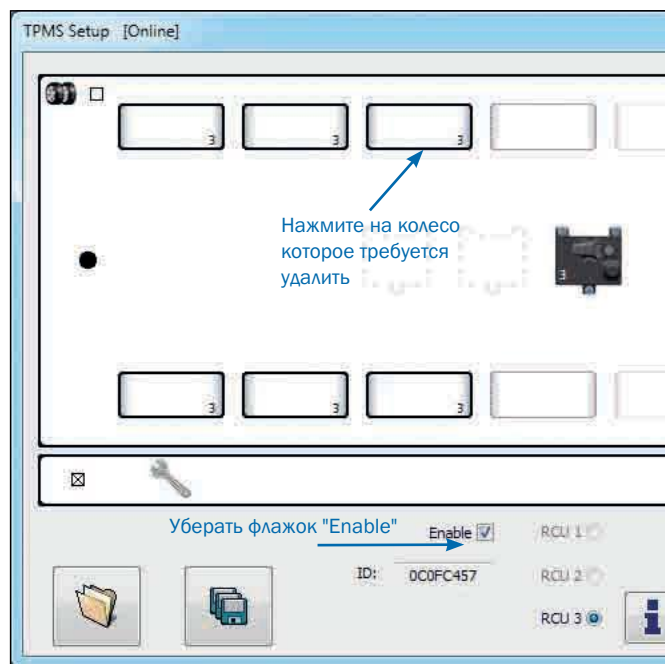 TPMS Setup [Online]
3 3 3
Нажмите на колесо
которое требуется
удалить
3
3 3 3
Уберать флажок "Enable"
Enable RCU 1
ID: 0C0FC457 RCU 2
RCU 3